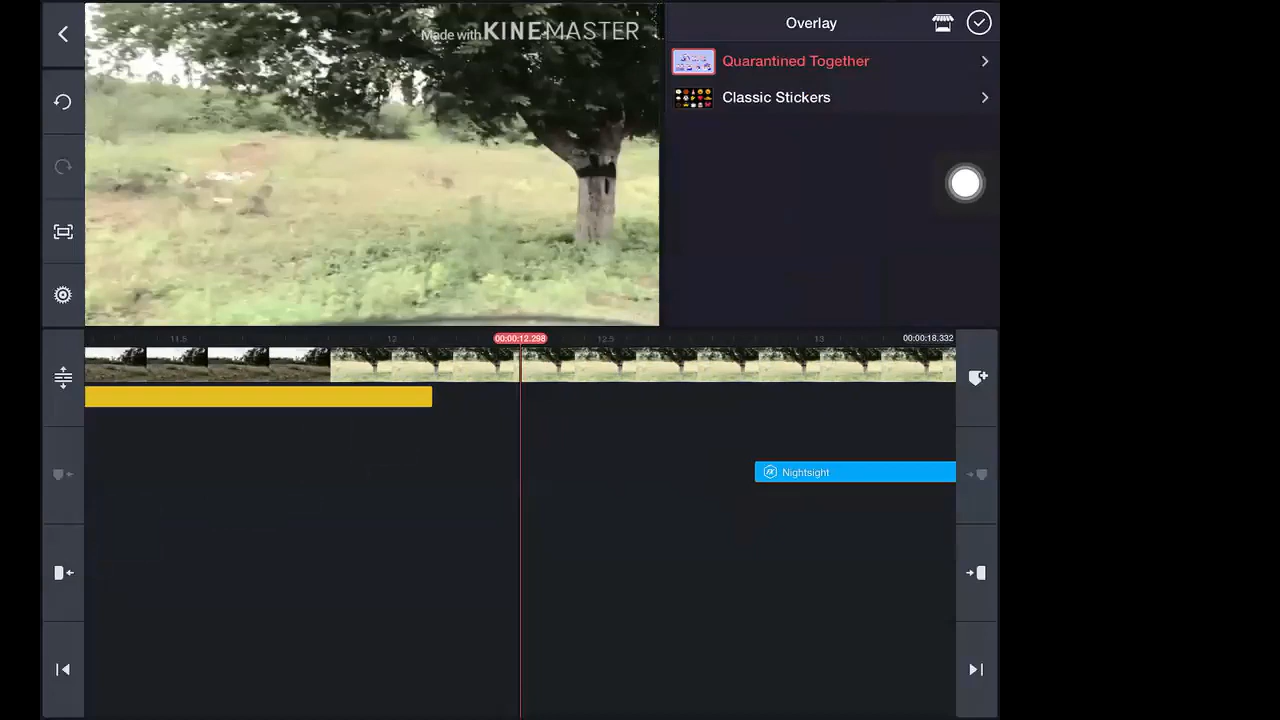 Made with KINEMASTER
Overlay
Quarantined Together
Classic Stickers
11.5
12
00:00:12.298
12.5
13
00:00:18.332
Nightsight